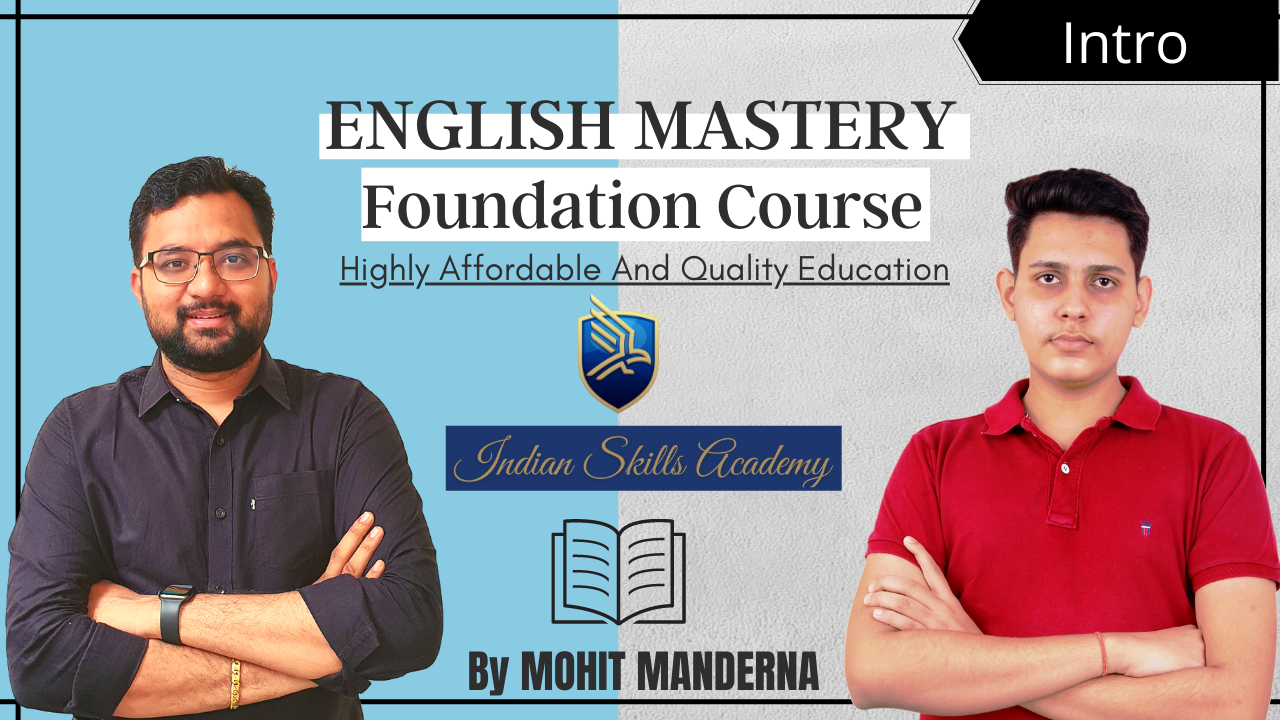 Intro
ENGLISH MASTERY
Foundation Course
Highly Affordable And Quality Education
Indian Skills Academy
By MOHIT MANDERNA